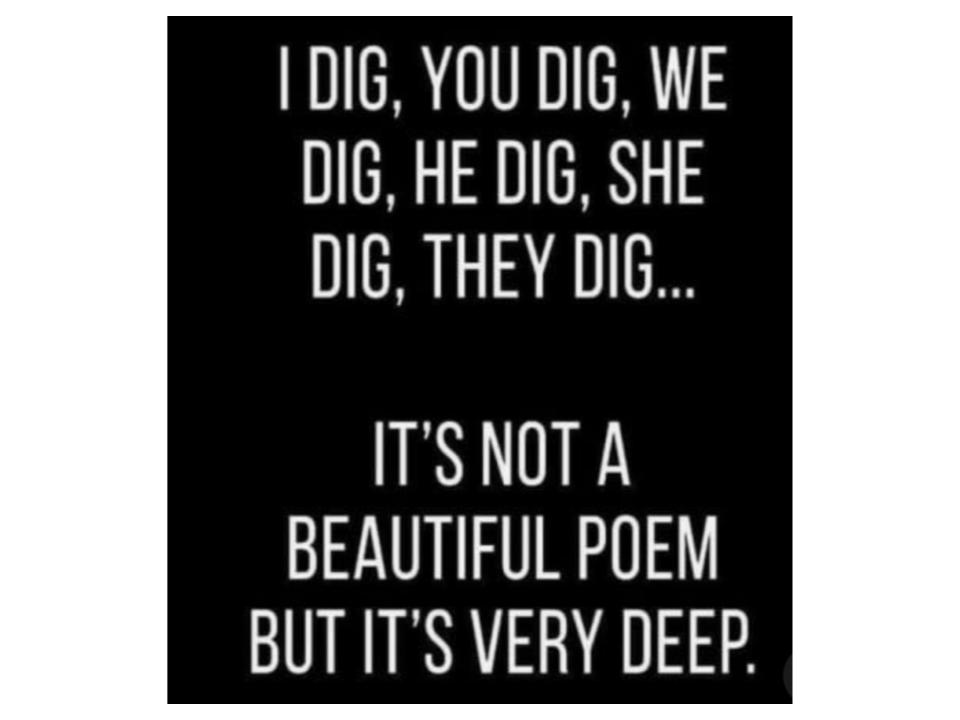 I DIG, YOU DIG, WE
DIG, HE DIG, SHE
DIG, THEY DIG...
IT'S NOT A
BEAUTIFUL POEM
BUT IT'S VERY DEEP.